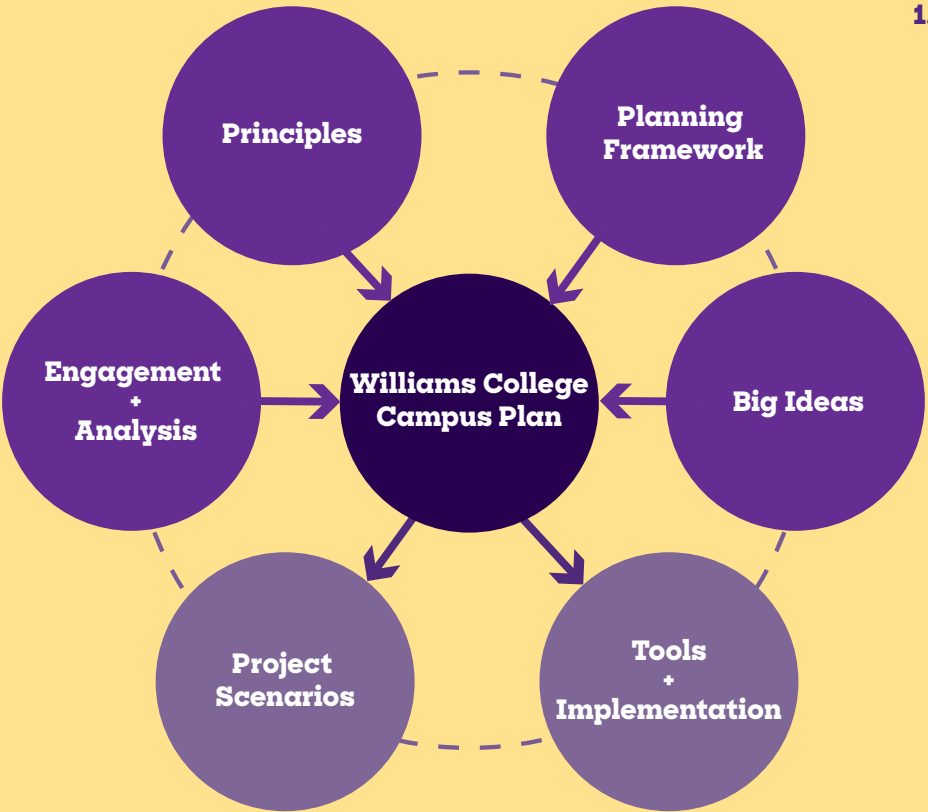 1.
Principles
Planning
Framework
Engagement
+
Analysis
Williams College
Campus Plan
Big Ideas
Project
Scenarios
Tools
+
Implementation